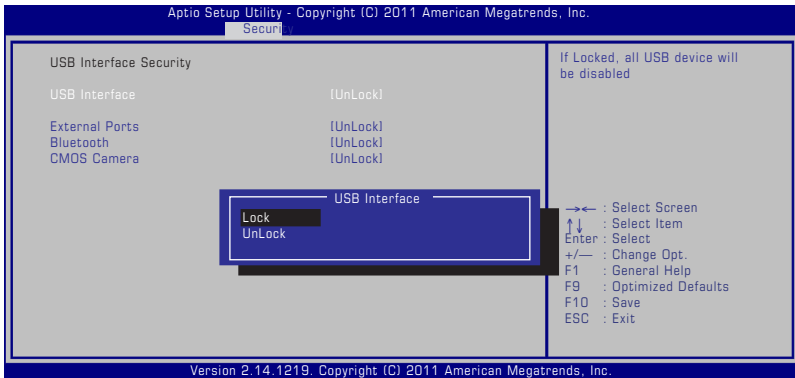 Aptio Setup Utility - Copyright (C) 2011 American Megatrends, Inc.
Security
USB Interface Security
USB Interface [UnLock]
External Ports [UnLock]
Bluetooth [UnLock]
CMOS Camera [UnLock]
If Locked, all USB device will
be disabled
USB Interface
Lock
UnLock
→← : Select Screen
↑↓ : Select Item
Enter : Select
+/— : Change Opt.
F1 : General Help
F9 : Optimized Defaults
F10 : Save
ESC : Exit
Version 2.14.1219. Copyright (C) 2011 American Megatrends, Inc.